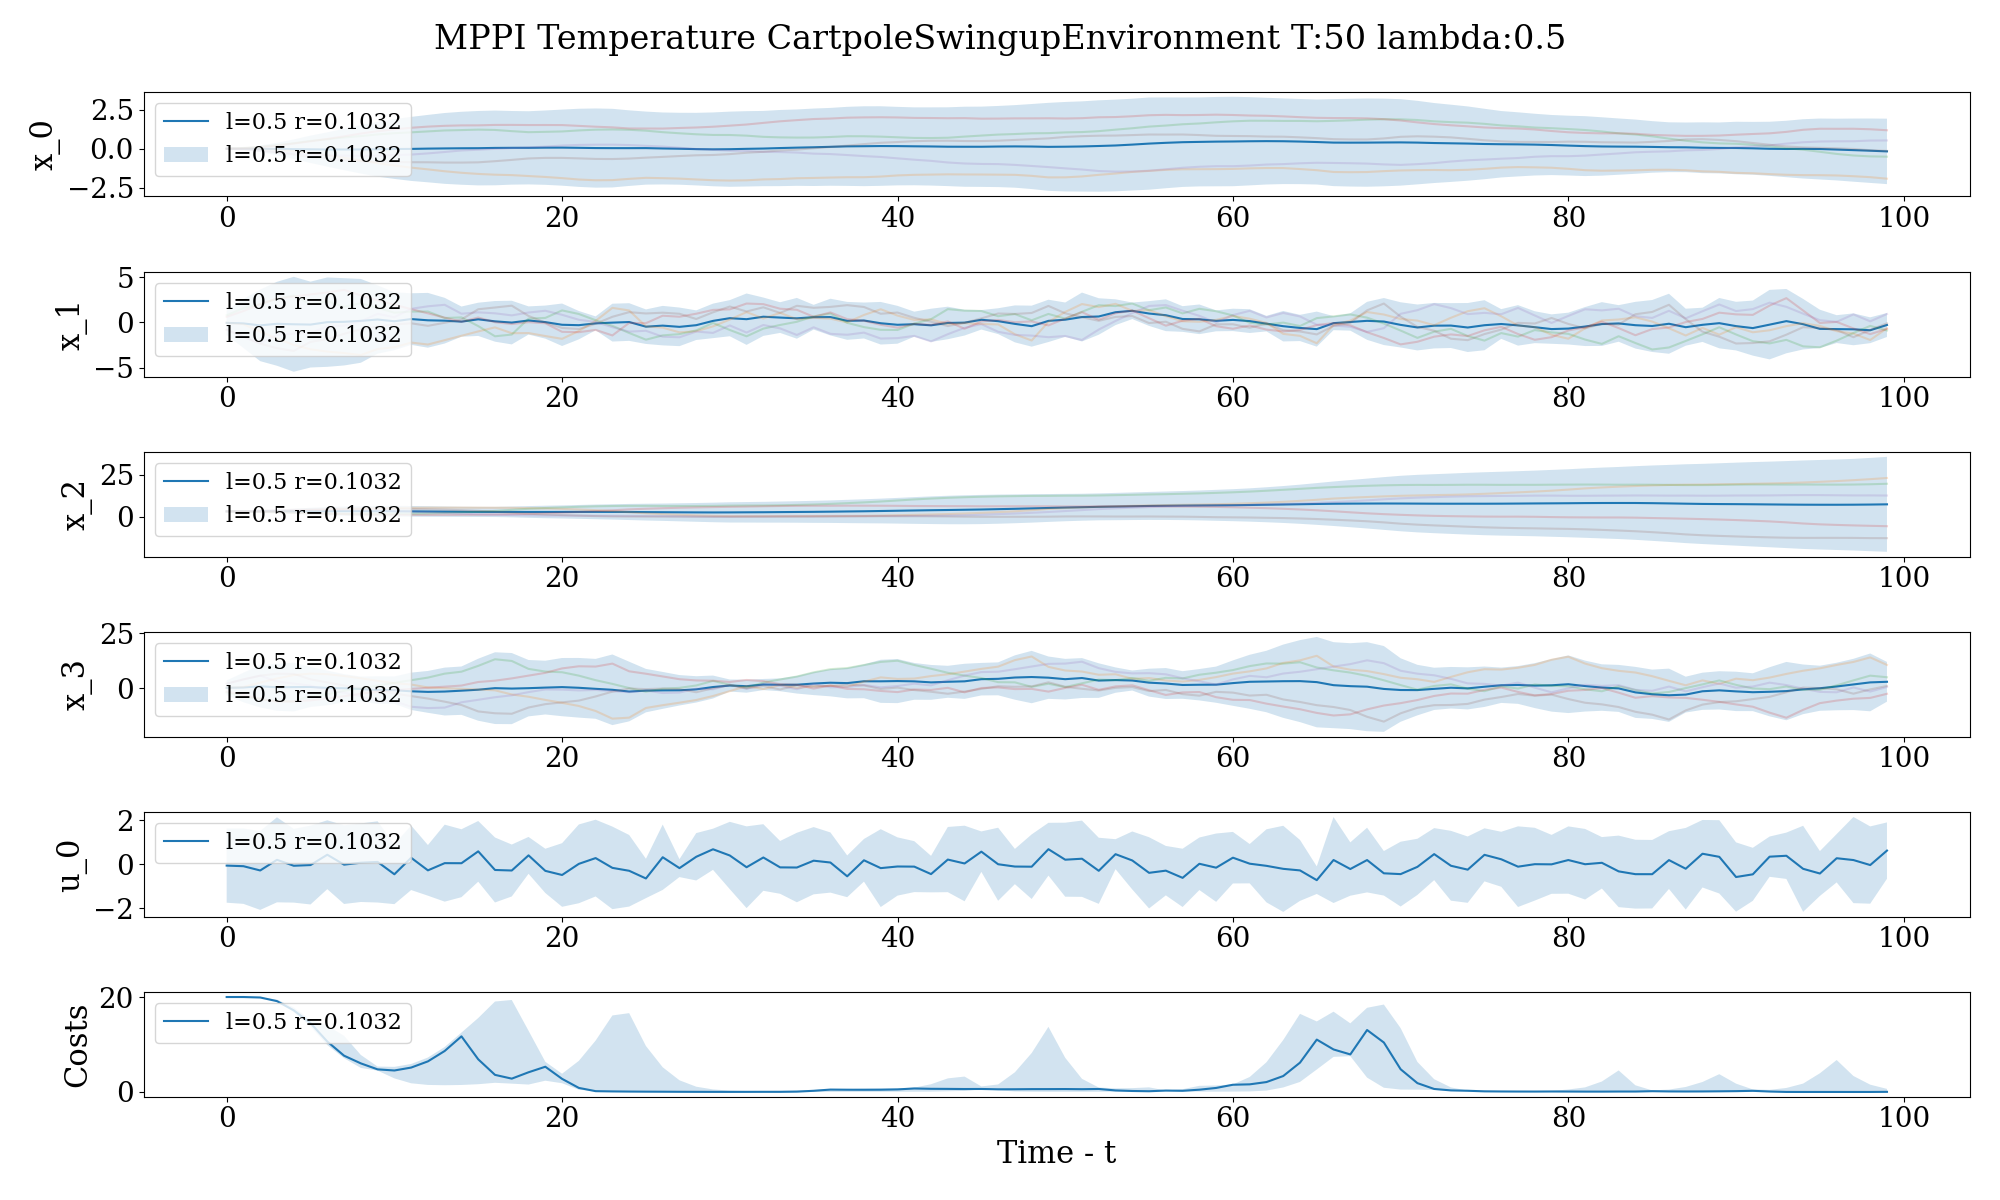 MPPI Temperature CartpoleSwingupEnvironment T:50 lambda:0.5
x_0
2.5
0.0
−2.5
l=0.5 r=0.1032
l=0.5 r=0.1032
0 20 40 60 80 100
x_1
5
0
−5
l=0.5 r=0.1032
l=0.5 r=0.1032
0 20 40 60 80 100
x_2
25
0
l=0.5 r=0.1032
l=0.5 r=0.1032
0 20 40 60 80 100
x_3
25
0
l=0.5 r=0.1032
l=0.5 r=0.1032
0 20 40 60 80 100
u_0
2
0
−2
l=0.5 r=0.1032
0 20 40 60 80 100
Costs
20
0
l=0.5 r=0.1032
0 20 40 60 80 100
Time - t